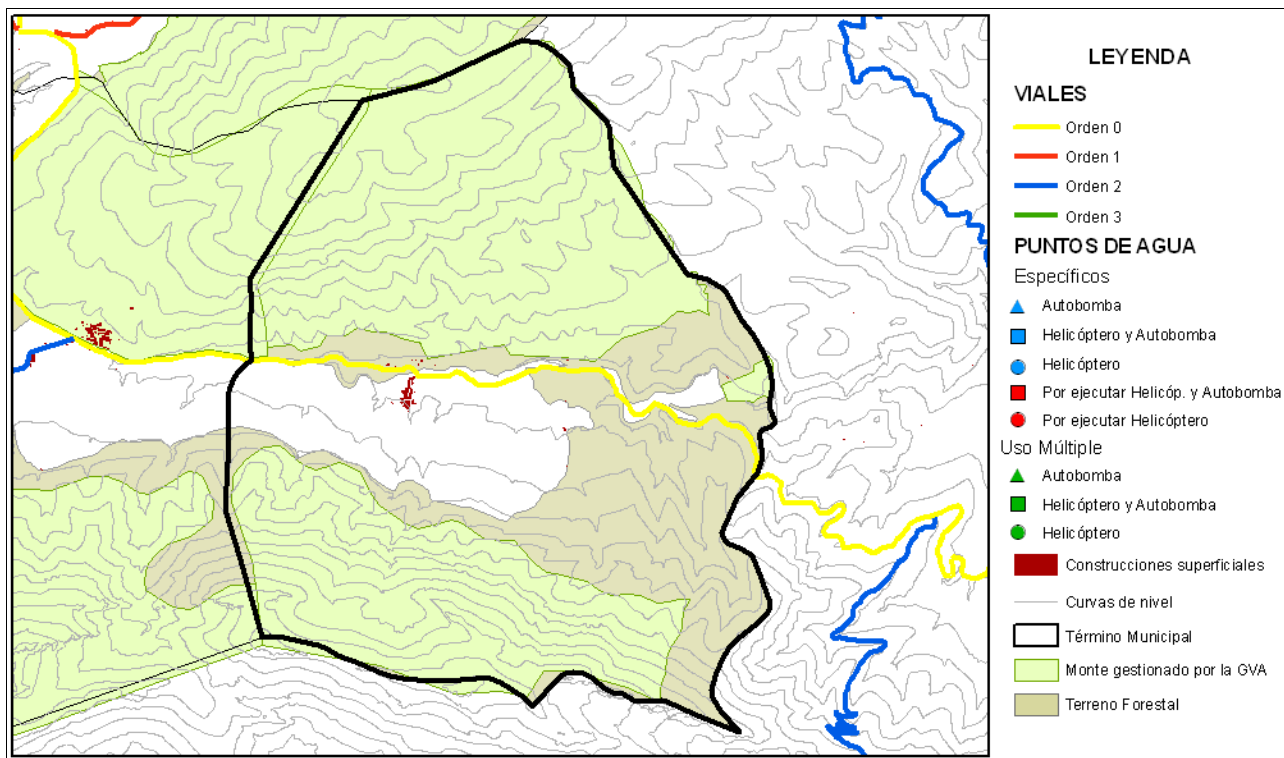 LEYENDA
VIALES
Orden 0
Orden 1
Orden 2
Orden 3
PUNTOS DE AGUA
Específicos
Autobomba
Helicóptero y Autobomba
Helicóptero
Por ejecutar Helicóp. y Autobomba
Por ejecutar Helicóptero
Uso Múltiple
Autobomba
Helicóptero y Autobomba
Helicóptero
Construcciones superficiales
Curvas de nivel
Término Municipal
Monte gestionado por la GVA
Terreno Forestal